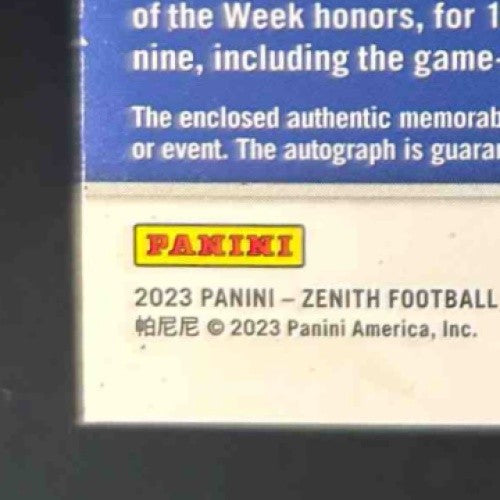 of the Week honors, for 1
nine, including the game-
The enclosed authentic memorab
or event. The autograph is guara
PANINI
2023 PANINI – ZENITH FOOTBALL
帕尼尼 © 2023 Panini America, Inc.